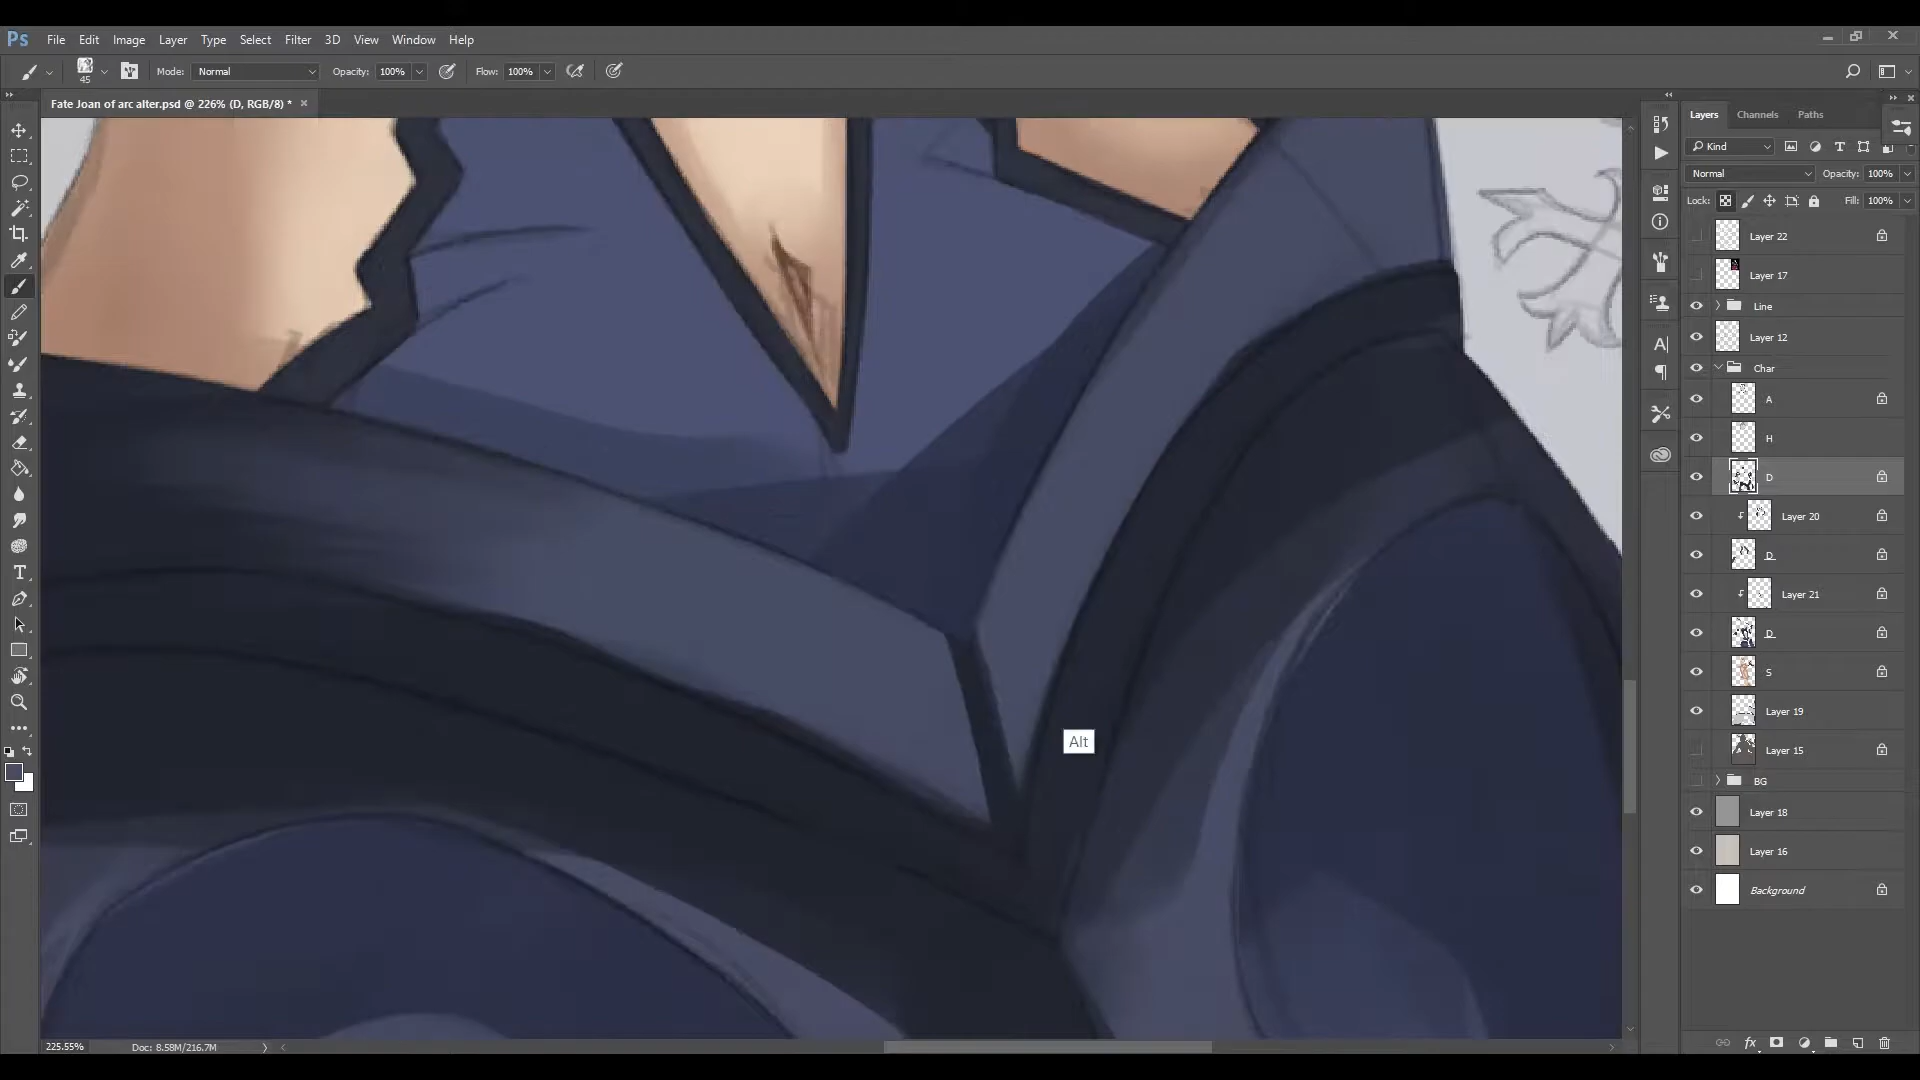 Ps File Edit Image Layer Type Select Filter 3D View Window Help
45 Mode: Normal Opacity: 100% Flow: 100%
Fate Joan of arc alter.psd @ 226% (D, RGB/8) * ×
Layers Channels Paths
Kind
Normal Opacity: 100%
Lock: Fill: 100%
Layer 22
Layer 17
Line
Layer 12
Char
A
H
D
Layer 20
D
Layer 21
D
S
Layer 19
Layer 15
BG
Layer 18
Layer 16
Background
Alt
225.55% Doc: 8.58M/216.7M